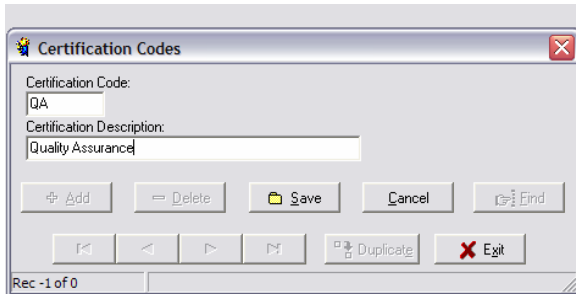 Certification Codes
Certification Code:
QA
Certification Description:
Quality Assurance
Add Delete Save Cancel Find
Duplicate Exit
Rec -1 of 0